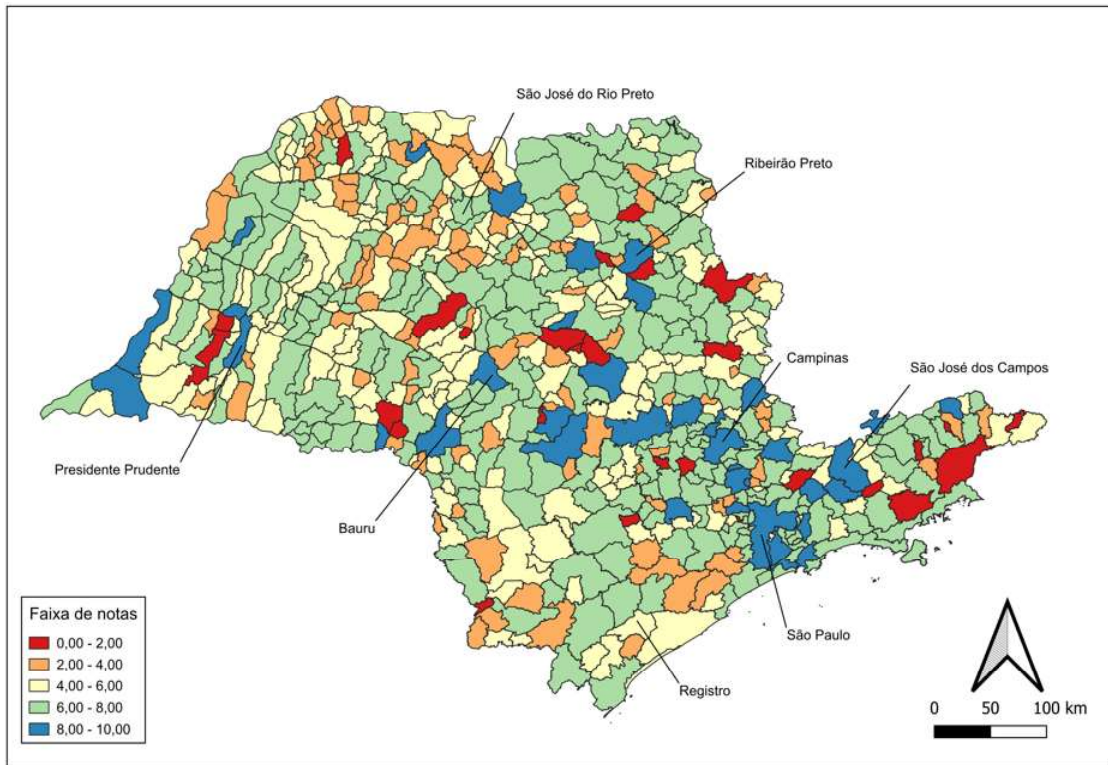 São José do Rio Preto
Ribeirão Preto
Campinas
São José dos Campos
Presidente Prudente
Bauru
São Paulo
Registro
Faixa de notas
0,00 - 2,00
2,00 - 4,00
4,00 - 6,00
6,00 - 8,00
8,00 - 10,00
0 50 100 km